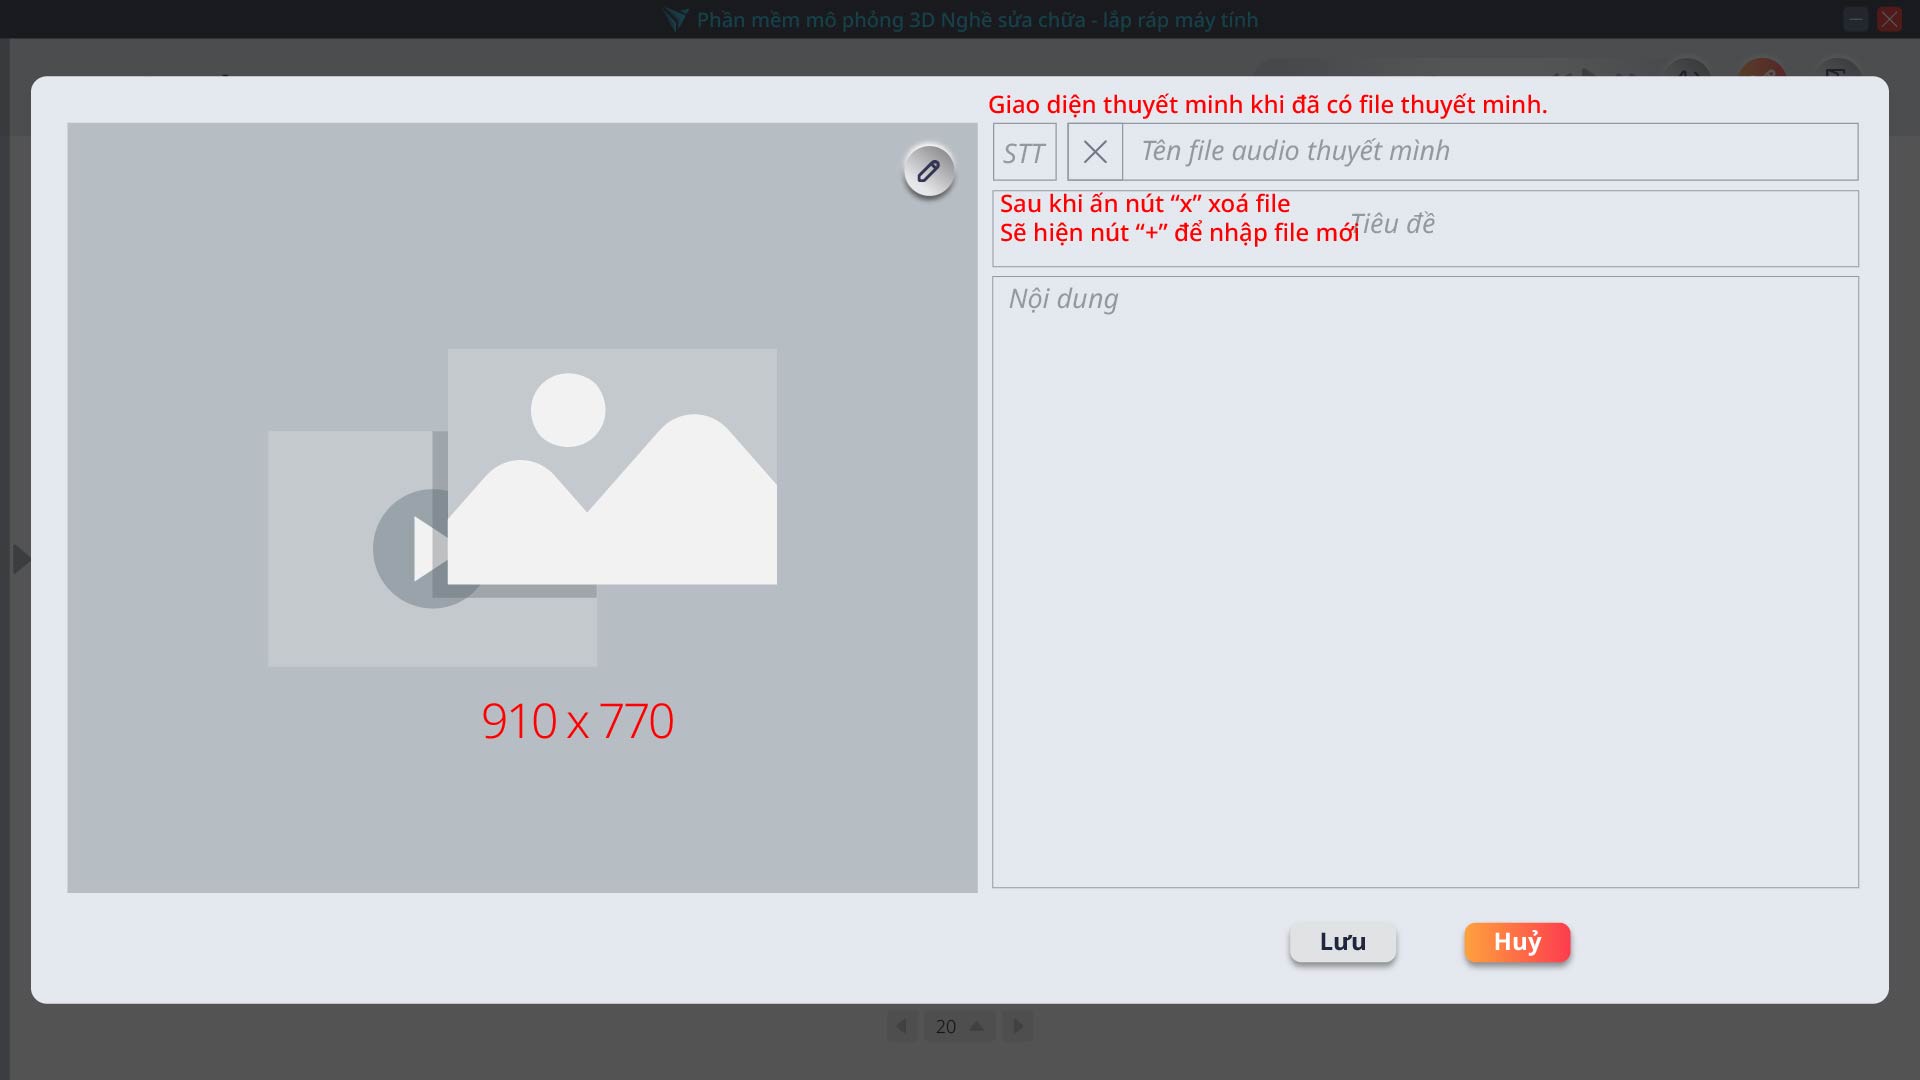 Phần mềm mô phỏng 3D Nghề sửa chữa - lắp ráp máy tính
Giao diện thuyết minh khi đã có file thuyết minh.
STT
Tên file audio thuyết mình
Sau khi ấn nút “x” xoá file
Sẽ hiện nút “+” để nhập file mới
Tiêu đề
Nội dung
910 x 770
Lưu
Huỷ
20